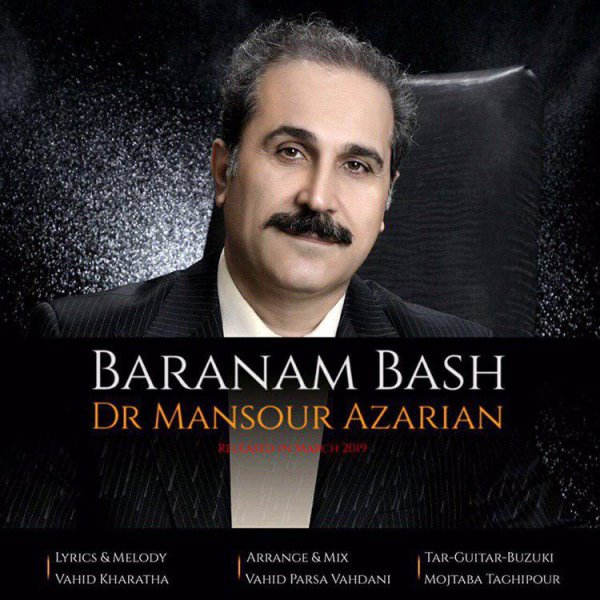 Baranam Bash
Dr Mansour Azarian
Released in March 2019
Lyrics & Melody
Vahid Kharatha
Arrange & Mix
Vahid Parsa Vahdani
Tar-Guitar-Buzuki
Mojtaba Taghipour